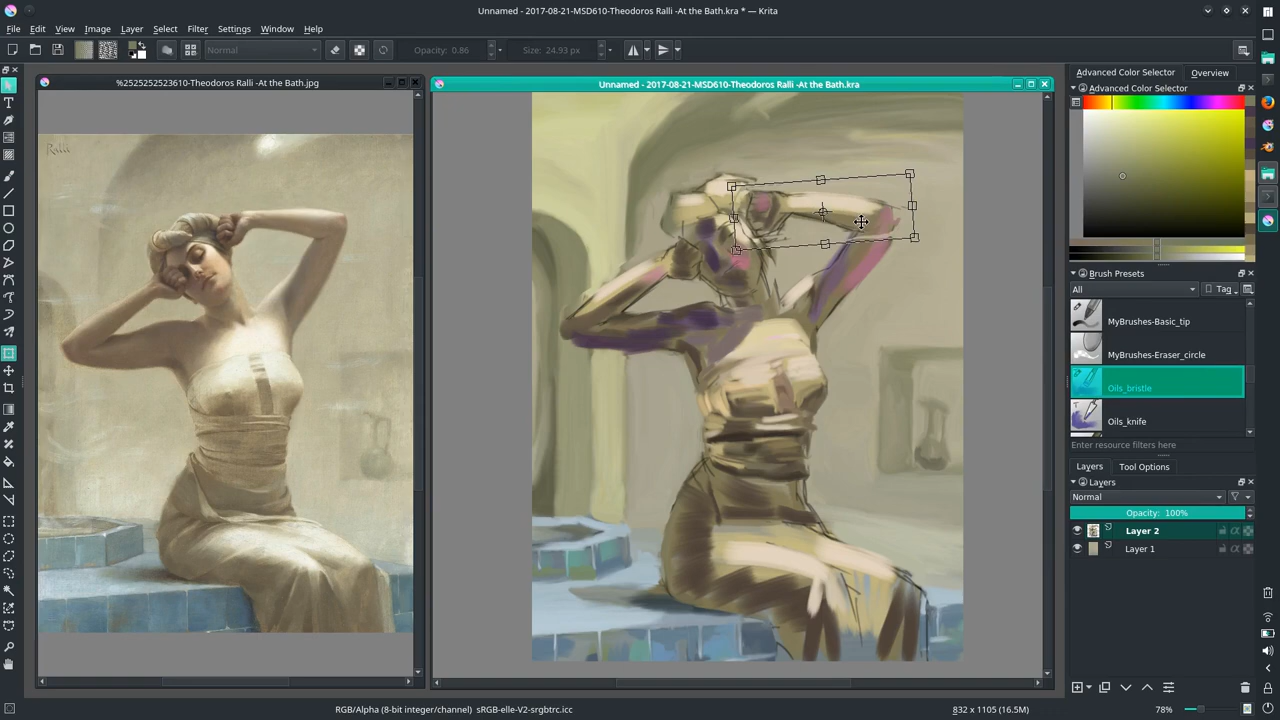 Unnamed - 2017-08-21-MSD610-Theodoros Ralli -At the Bath.kra * — Krita
File Edit View Image Layer Select Filter Settings Window Help
Normal Opacity: 0.86 Size: 24.93 px
%2525252523610-Theodoros Ralli -At the Bath.jpg
Unnamed - 2017-08-21-MSD610-Theodoros Ralli -At the Bath.kra
Ralli
Advanced Color Selector Overview
Advanced Color Selector
Brush Presets
All Tag
MyBrushes-Basic_tip
MyBrushes-Eraser_circle
Oils_bristle
Oils_knife
Enter resource filters here
Layers Tool Options
Layers
Normal
Opacity: 100%
Layer 2
Layer 1
RGB/Alpha (8-bit integer/channel) sRGB-elle-V2-srgbtrc.icc 832 x 1105 (16.5M) 78%